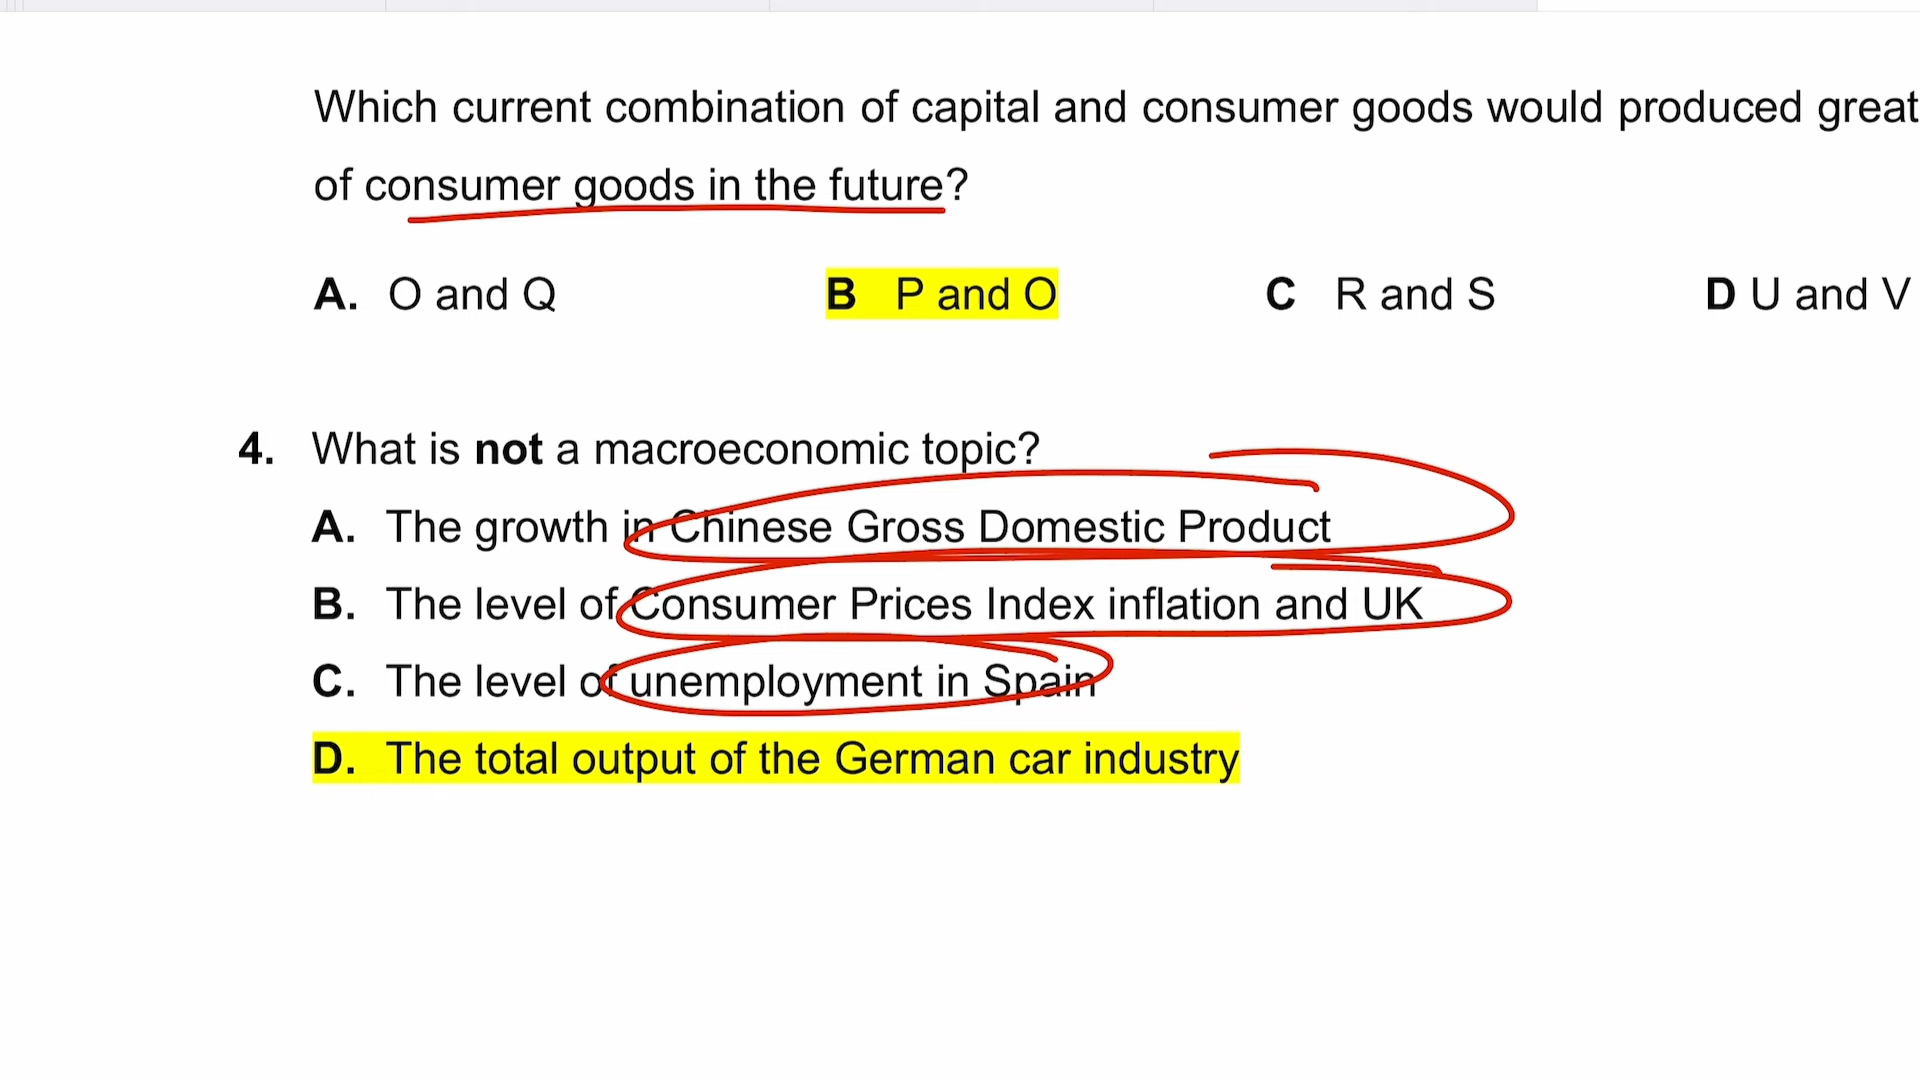 Which current combination of capital and consumer goods would produced great
of consumer goods in the future?
A. O and Q B P and O C R and S D U and V
4. What is not a macroeconomic topic?
A. The growth in Chinese Gross Domestic Product
B. The level of Consumer Prices Index inflation and UK
C. The level of unemployment in Spain
D. The total output of the German car industry